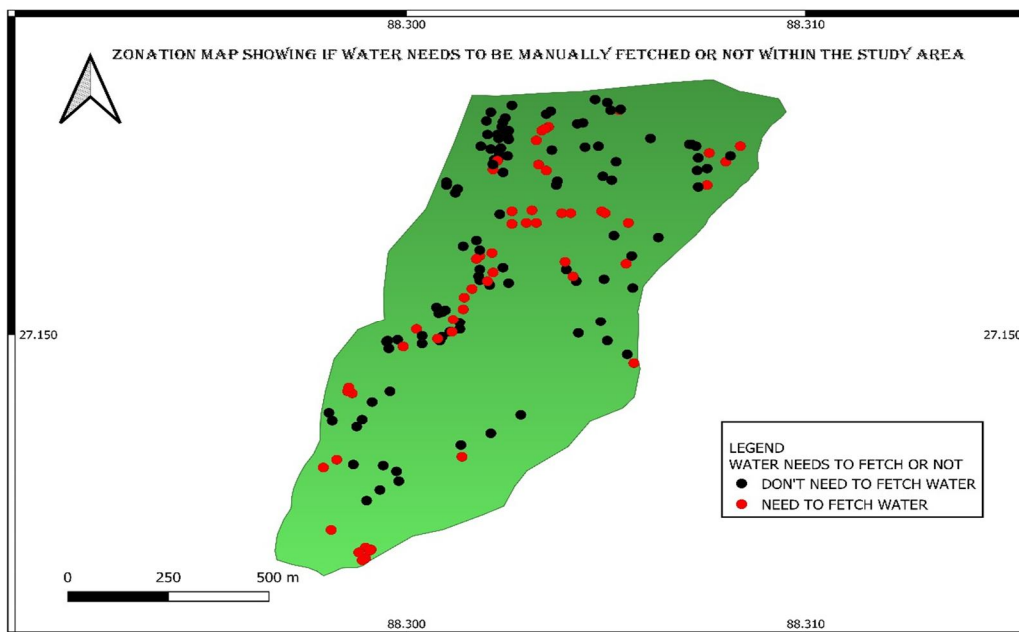 88.300 88.310
ZONATION MAP SHOWING IF WATER NEEDS TO BE MANUALLY FETCHED OR NOT WITHIN THE STUDY AREA
27.150 27.150
LEGEND
WATER NEEDS TO FETCH OR NOT
DON'T NEED TO FETCH WATER
NEED TO FETCH WATER
0 250 500 m
88.300 88.310